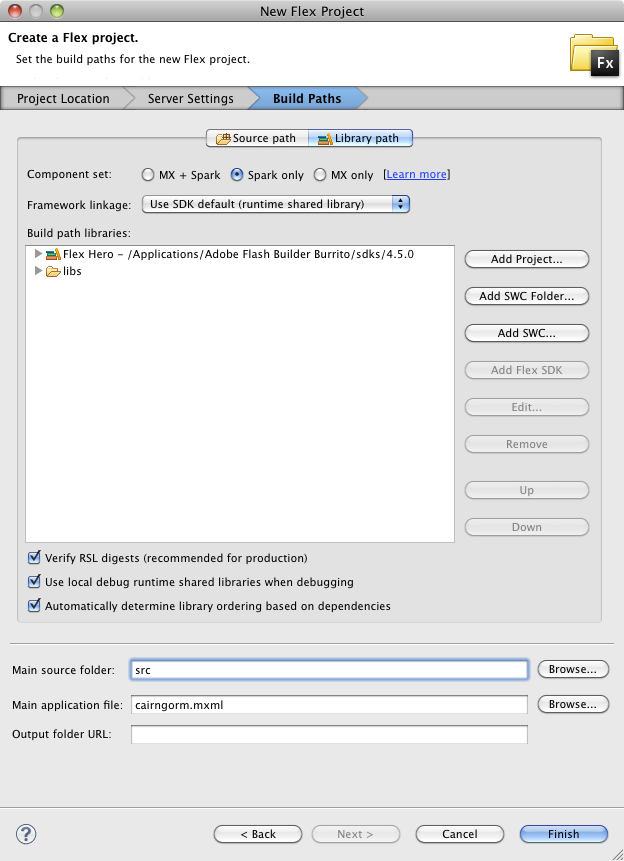 New Flex Project
Create a Flex project.
Set the build paths for the new Flex project.
Fx
Project Location
Server Settings
Build Paths
Source path
Library path
Component set:
MX + Spark
Spark only
MX only
[Learn more]
Framework linkage:
Use SDK default (runtime shared library)
Build path libraries:
Flex Hero – /Applications/Adobe Flash Builder Burrito/sdks/4.5.0
libs
Add Project...
Add SWC Folder...
Add SWC...
Add Flex SDK
Edit...
Remove
Up
Down
Verify RSL digests (recommended for production)
Use local debug runtime shared libraries when debugging
Automatically determine library ordering based on dependencies
Main source folder:
src
Browse...
Main application file:
cairngorm.mxml
Browse...
Output folder URL:
?
< Back
Next >
Cancel
Finish